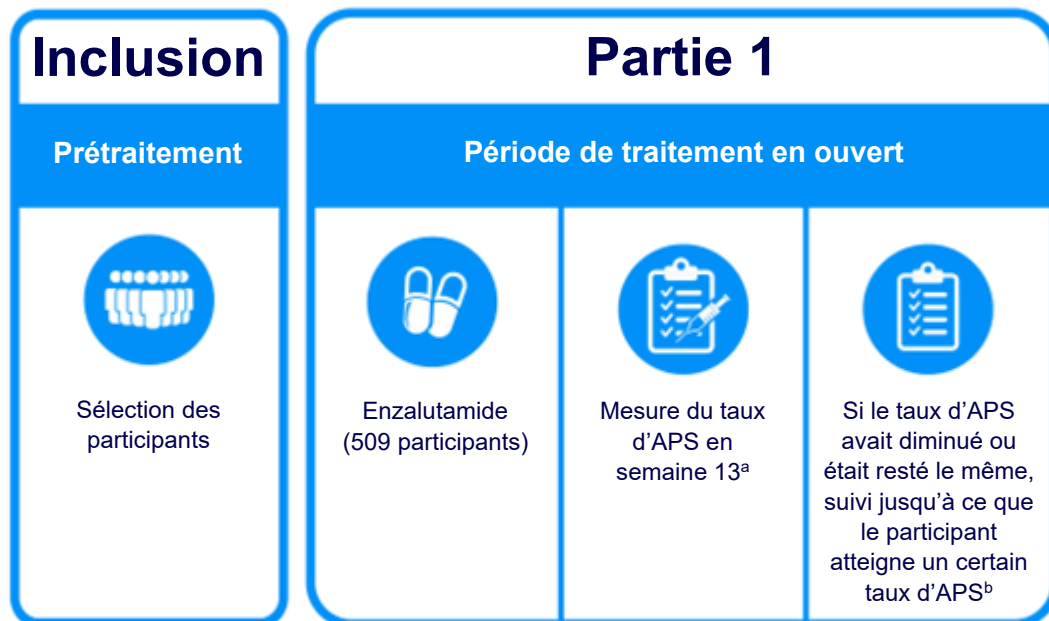 Inclusion
Prétraitement
Sélection des
participants
Partie 1
Période de traitement en ouvert
Enzalutamide
(509 participants)
Mesure du taux
d’APS en
semaine 13ᵃ
Si le taux d’APS
avait diminué ou
était resté le même,
suivi jusqu’à ce que
le participant
atteigne un certain
taux d’APSᵇ